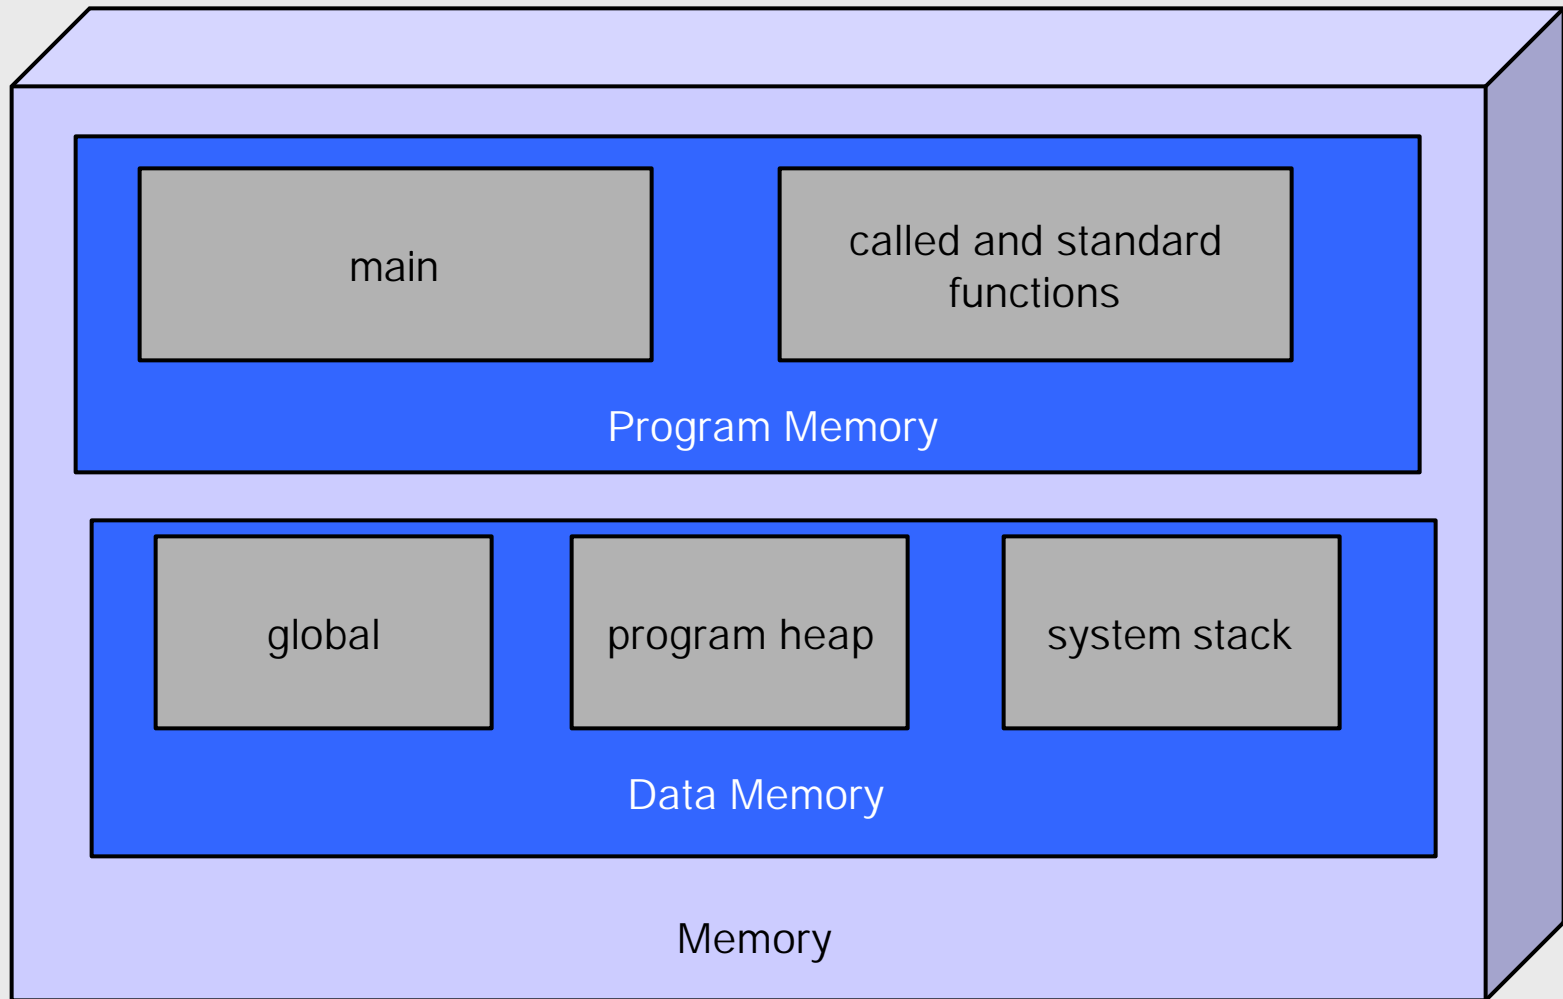 main
called and standard
functions
Program Memory
global
program heap
system stack
Data Memory
Memory